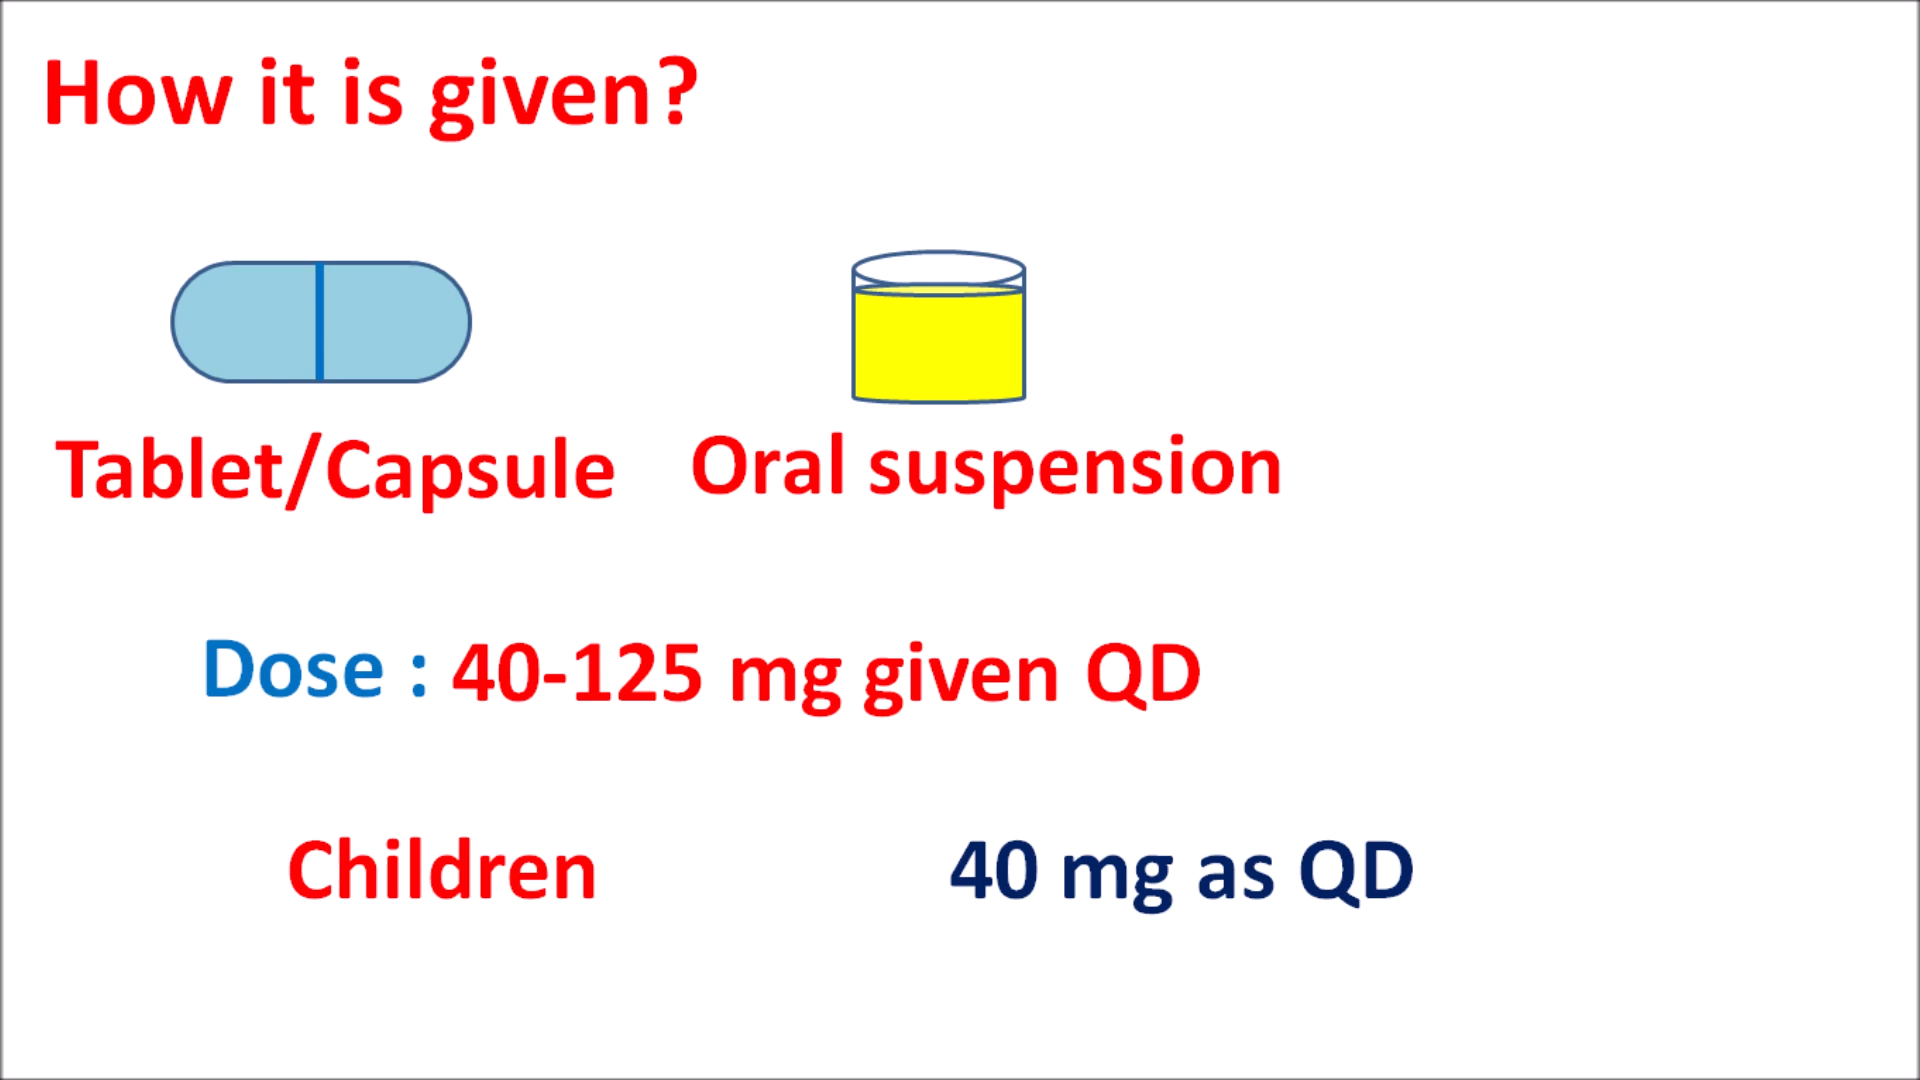 How it is given?
Tablet/Capsule Oral suspension
Dose : 40-125 mg given QD
Children 40 mg as QD